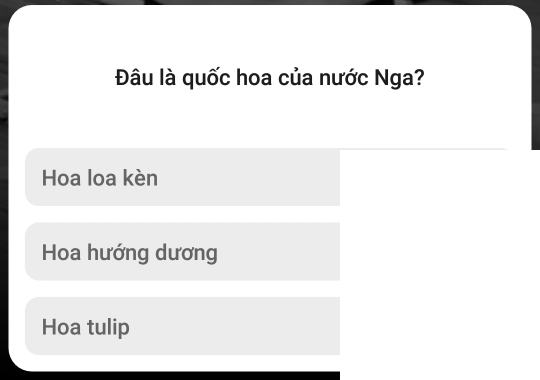 Đâu là quốc hoa của nước Nga?
Hoa loa kèn
Hoa hướng dương
Hoa tulip